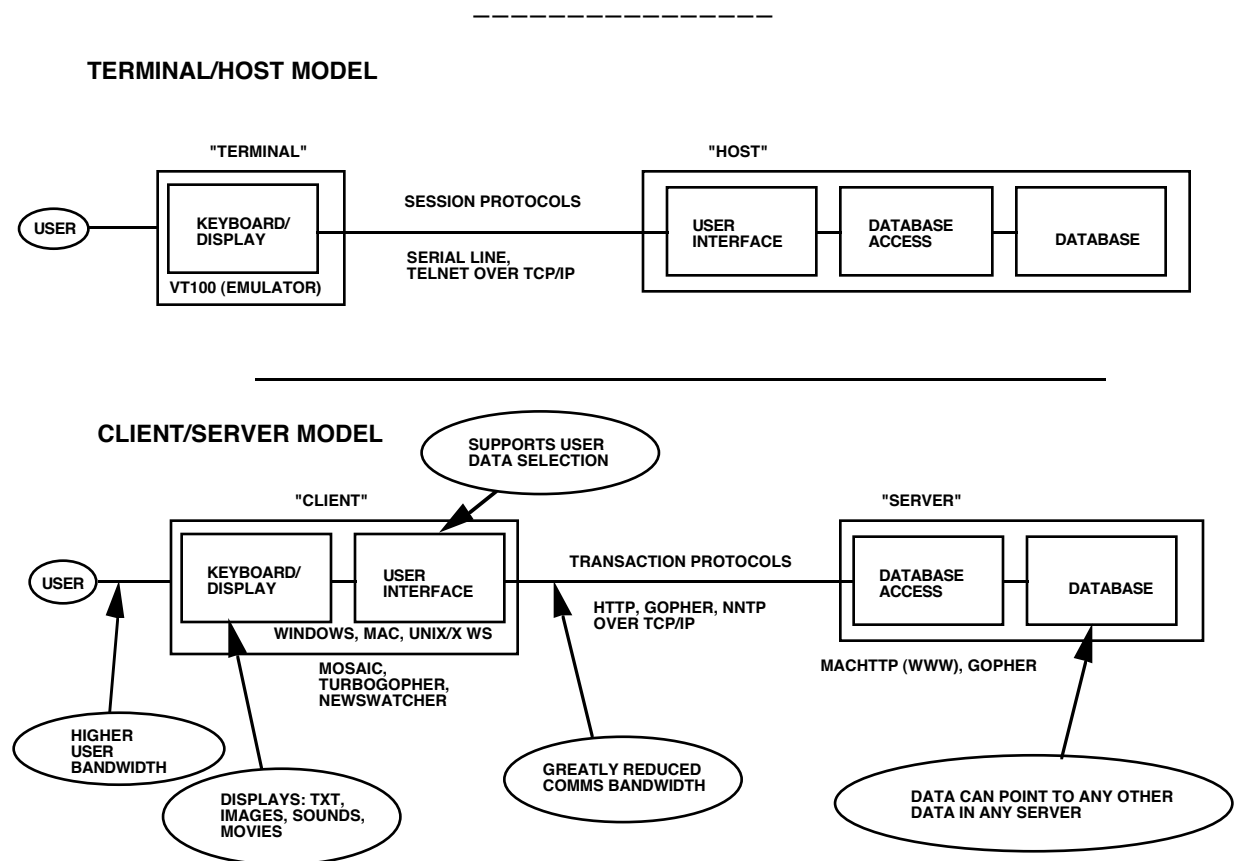 TERMINAL/HOST MODEL
"TERMINAL"
"HOST"
USER
KEYBOARD/
DISPLAY
VT100 (EMULATOR)
SESSION PROTOCOLS
SERIAL LINE,
TELNET OVER TCP/IP
USER
INTERFACE
DATABASE
ACCESS
DATABASE
CLIENT/SERVER MODEL
SUPPORTS USER
DATA SELECTION
"CLIENT"
"SERVER"
USER
KEYBOARD/
DISPLAY
USER
INTERFACE
WINDOWS, MAC, UNIX/X WS
MOSAIC,
TURBOGOPHER,
NEWSWATCHER
TRANSACTION PROTOCOLS
HTTP, GOPHER, NNTP
OVER TCP/IP
DATABASE
ACCESS
DATABASE
MACHTTP (WWW), GOPHER
HIGHER
USER
BANDWIDTH
DISPLAYS: TXT,
IMAGES, SOUNDS,
MOVIES
GREATLY REDUCED
COMMS BANDWIDTH
DATA CAN POINT TO ANY OTHER
DATA IN ANY SERVER